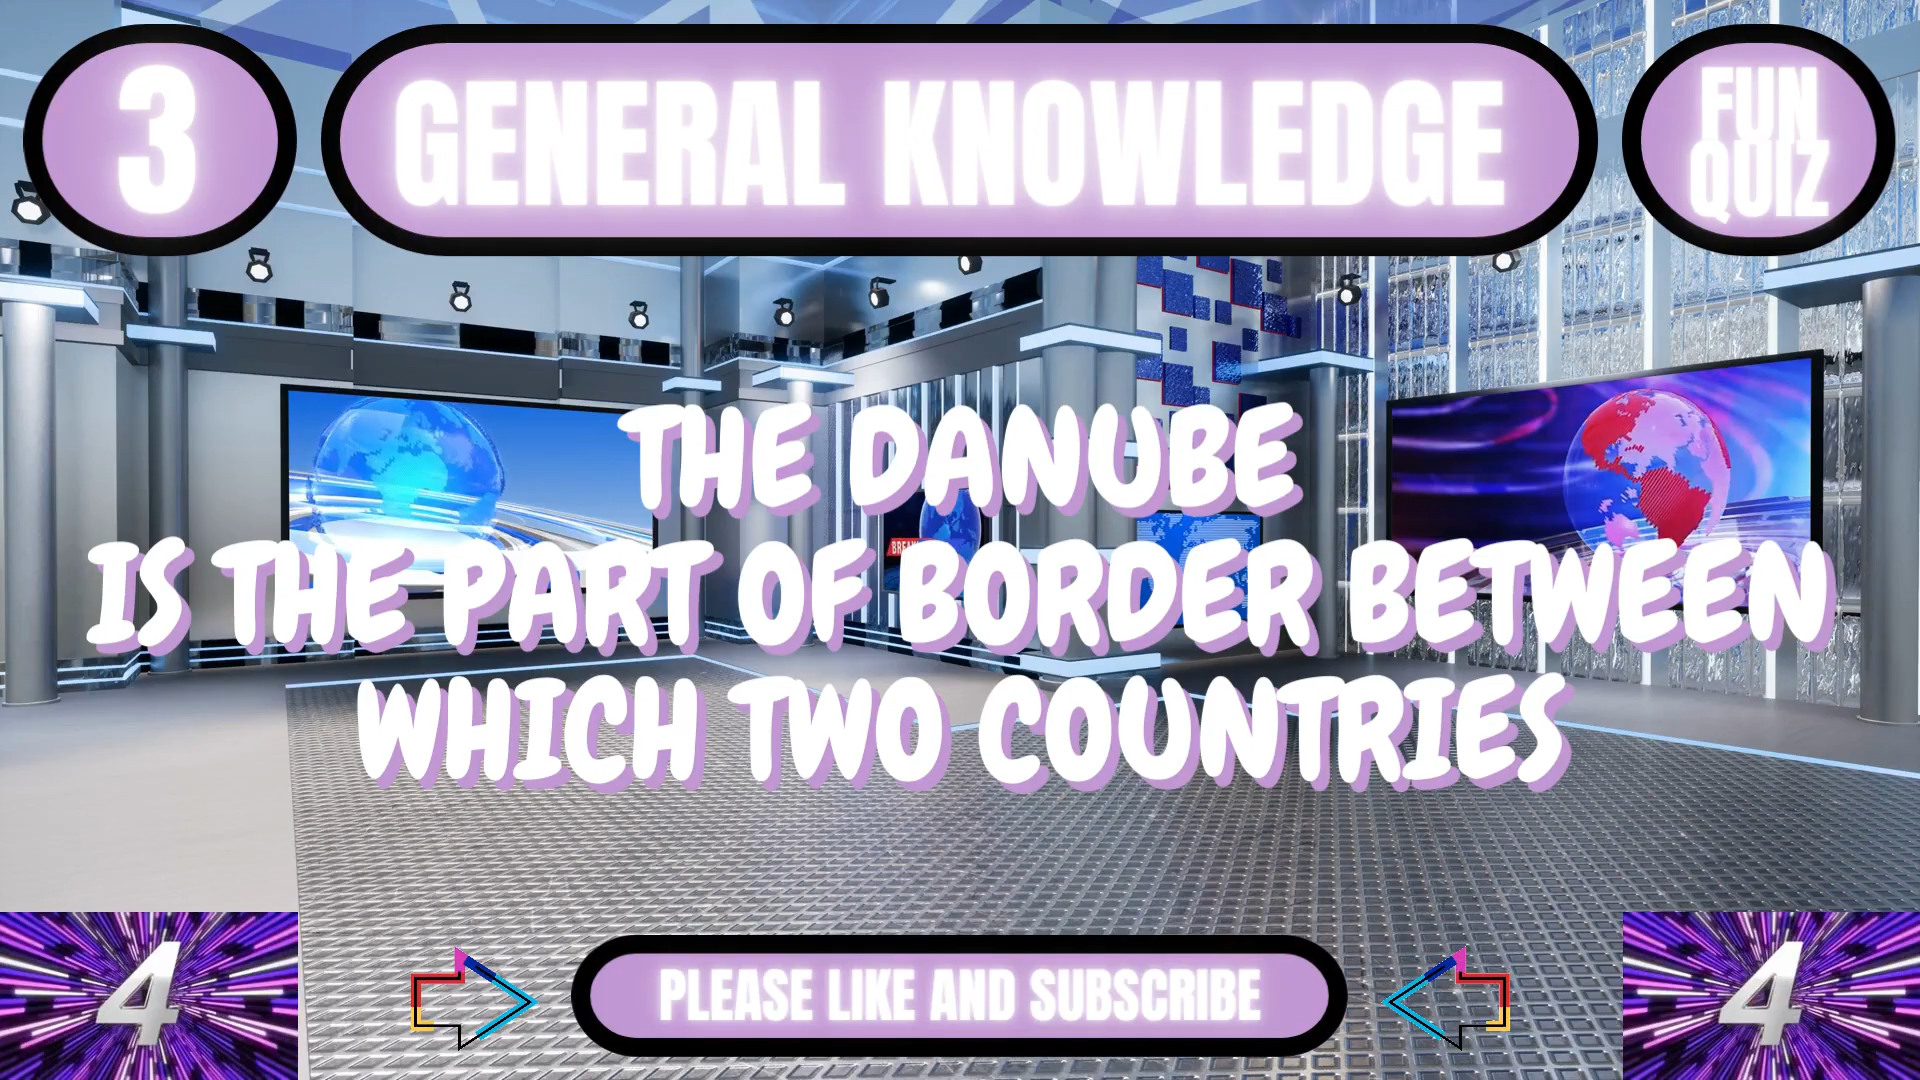 3
GENERAL KNOWLEDGE
FUN
QUIZ
THE DANUBE
IS THE PART OF BORDER BETWEEN
WHICH TWO COUNTRIES
4
PLEASE LIKE AND SUBSCRIBE
4